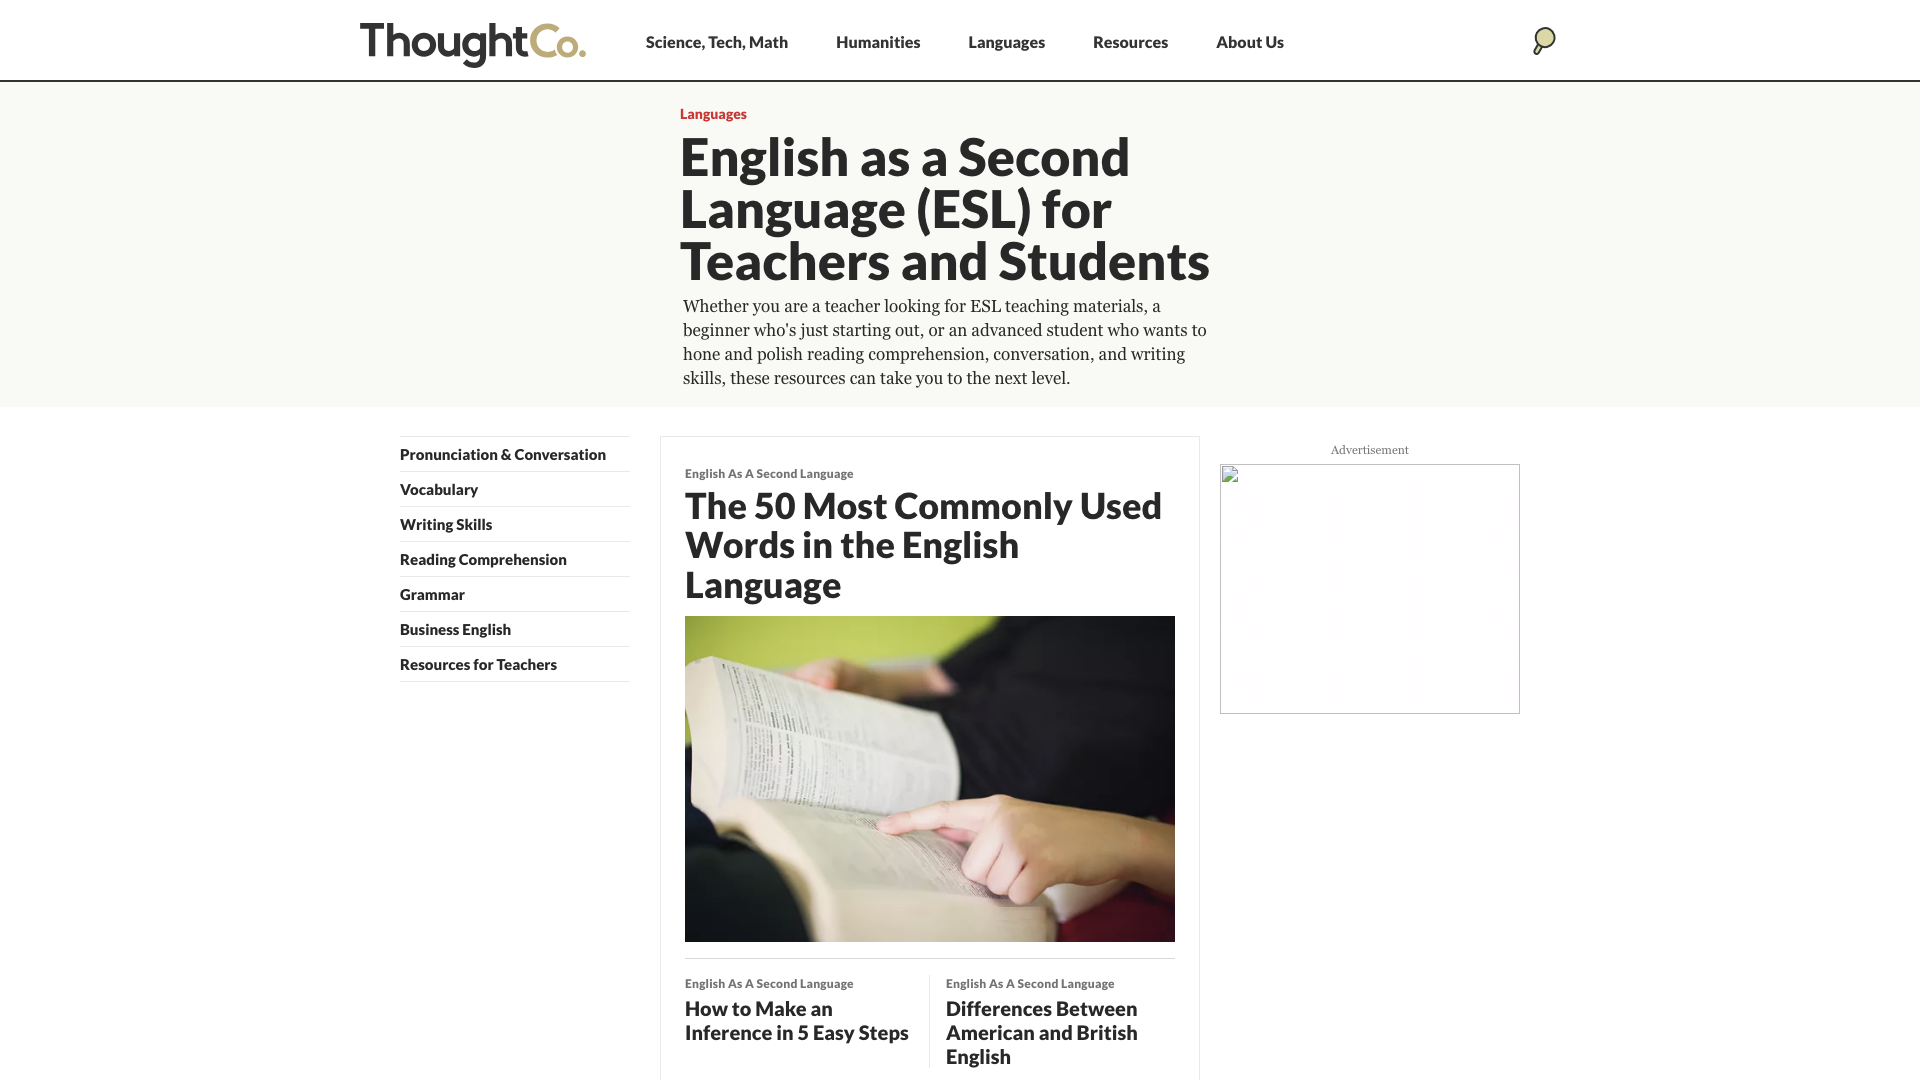 ThoughtCo.
Science, Tech, Math
Humanities
Languages
Resources
About Us
Languages
English as a Second
Language (ESL) for
Teachers and Students
Whether you are a teacher looking for ESL teaching materials, a
beginner who's just starting out, or an advanced student who wants to
hone and polish reading comprehension, conversation, and writing
skills, these resources can take you to the next level.
Pronunciation & Conversation
Vocabulary
Writing Skills
Reading Comprehension
Grammar
Business English
Resources for Teachers
English As A Second Language
The 50 Most Commonly Used
Words in the English
Language
English As A Second Language
How to Make an
Inference in 5 Easy Steps
English As A Second Language
Differences Between
American and British
English
Advertisement